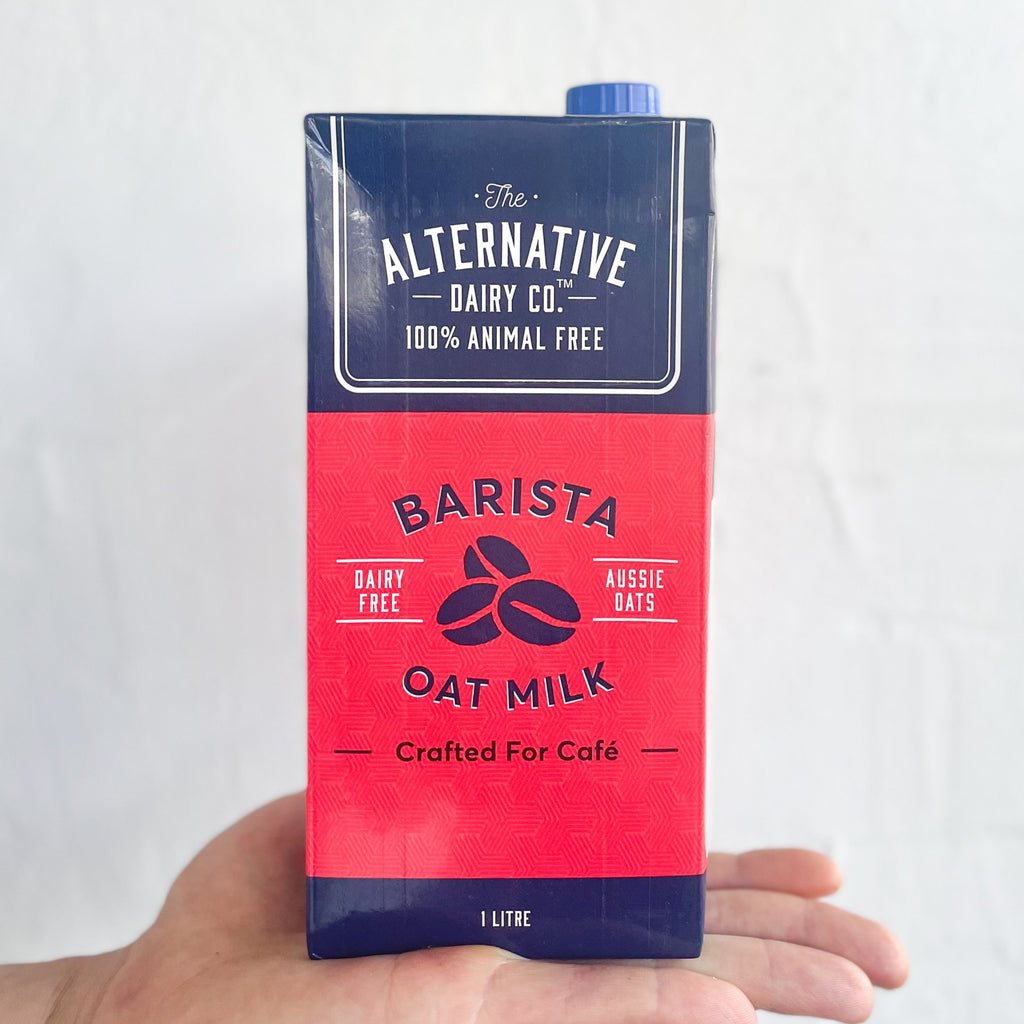 • The •
ALTERNATIVE
DAIRY CO.™
100% ANIMAL FREE
BARISTA
DAIRY
FREE
AUSSIE
OATS
OAT MILK
Crafted For Café
1 LITRE